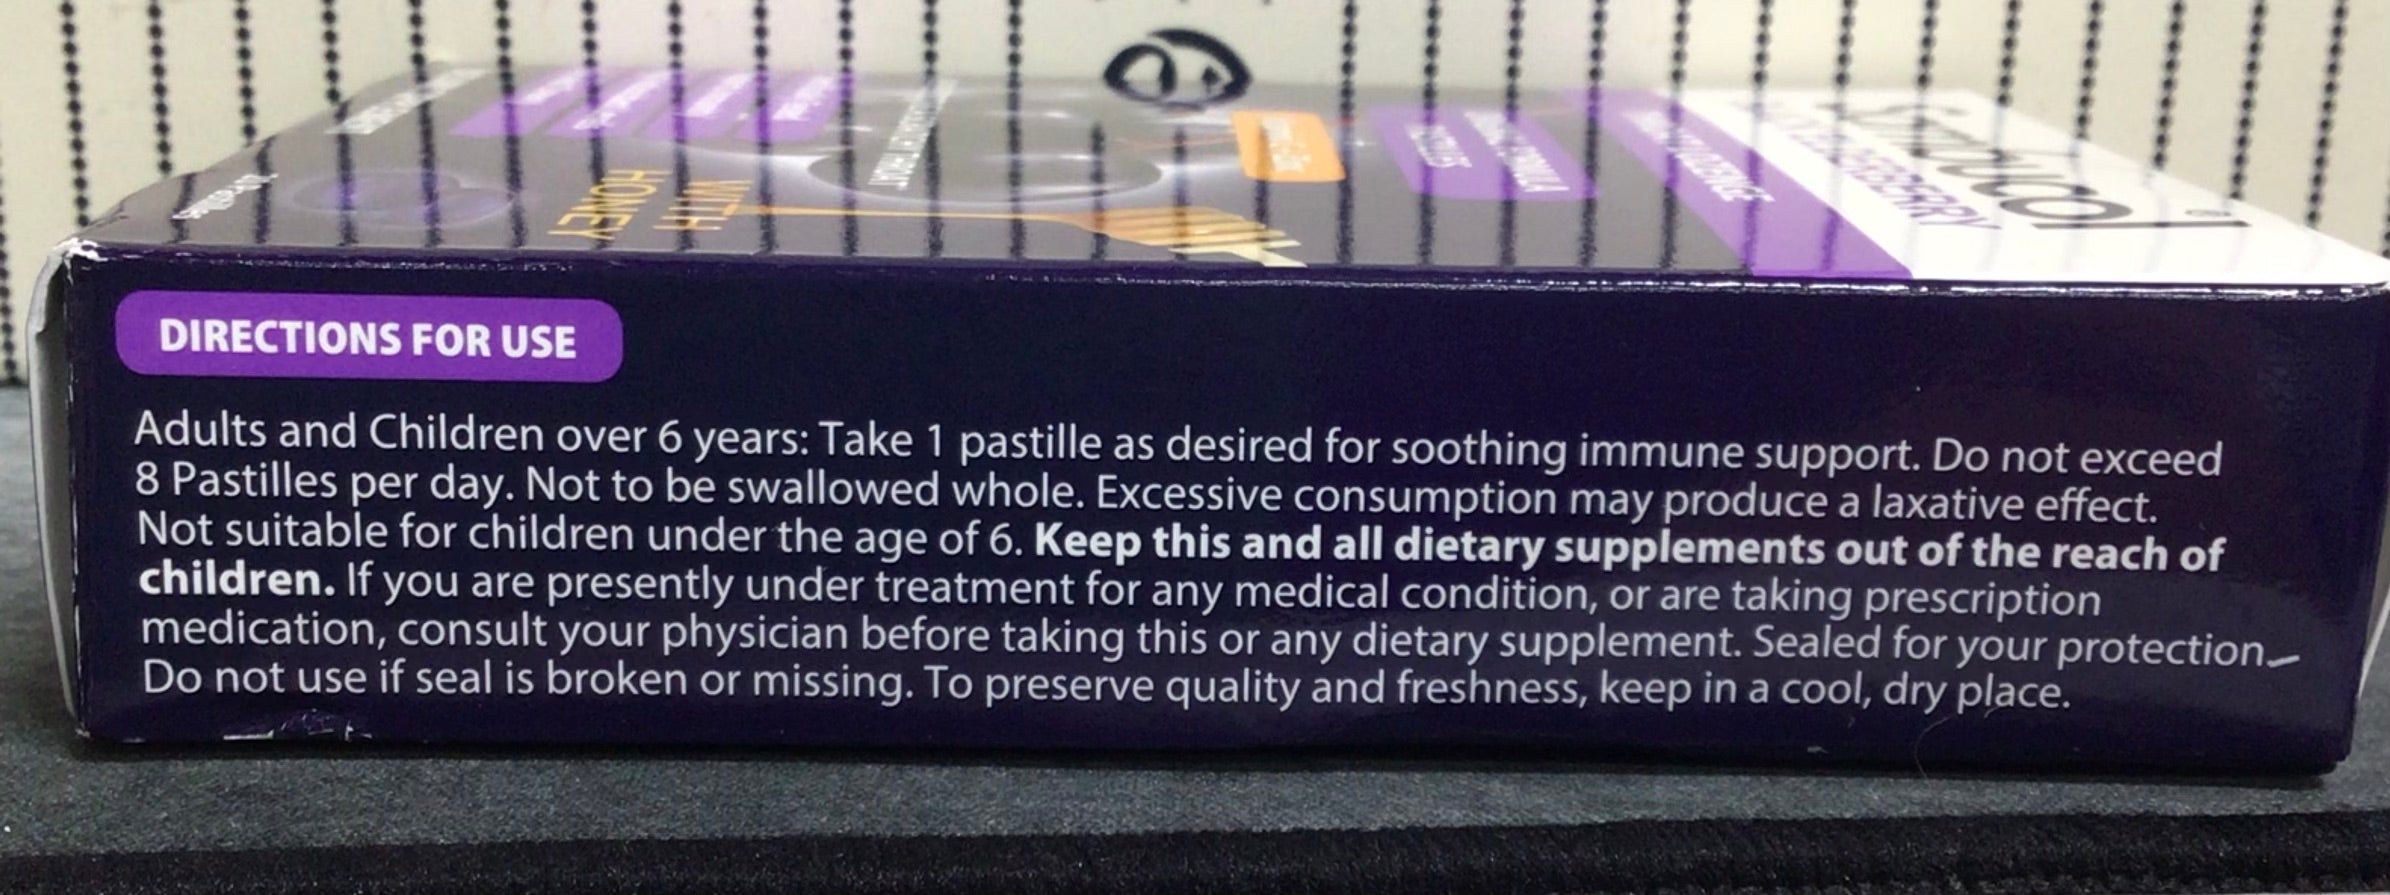 Sambucol®
ELDERBERRY
WITH
HONEY
DIRECTIONS FOR USE
Adults and Children over 6 years: Take 1 pastille as desired for soothing immune support. Do not exceed
8 Pastilles per day. Not to be swallowed whole. Excessive consumption may produce a laxative effect.
Not suitable for children under the age of 6. Keep this and all dietary supplements out of the reach of
children. If you are presently under treatment for any medical condition, or are taking prescription
medication, consult your physician before taking this or any dietary supplement. Sealed for your protection.
Do not use if seal is broken or missing. To preserve quality and freshness, keep in a cool, dry place.